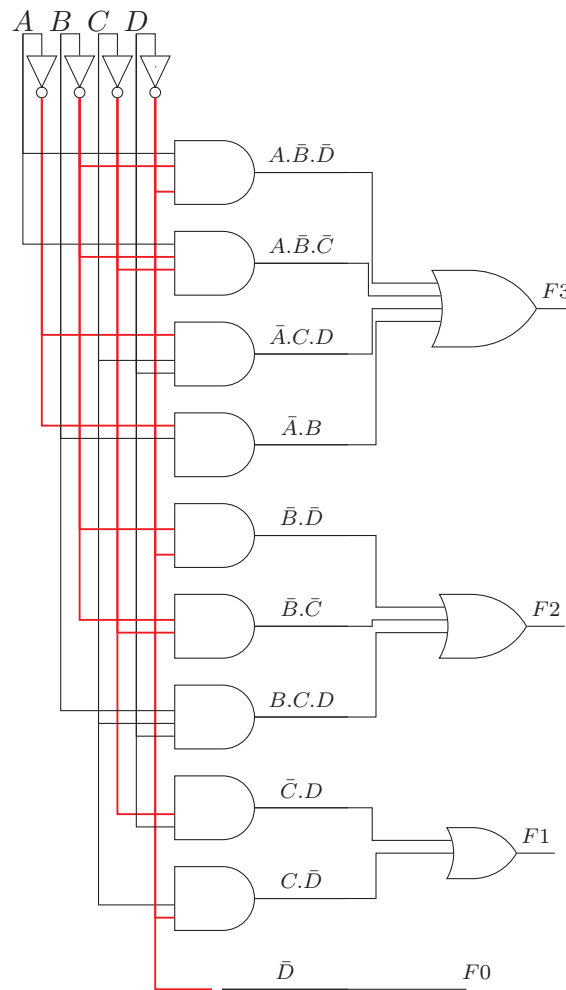 A B C D
A.B̄.D̄
A.B̄.C̄
F3
Ā.C.D
Ā.B
B̄.D̄
B̄.C̄
F2
B.C.D
C̄.D
F1
C.D̄
D̄
F0